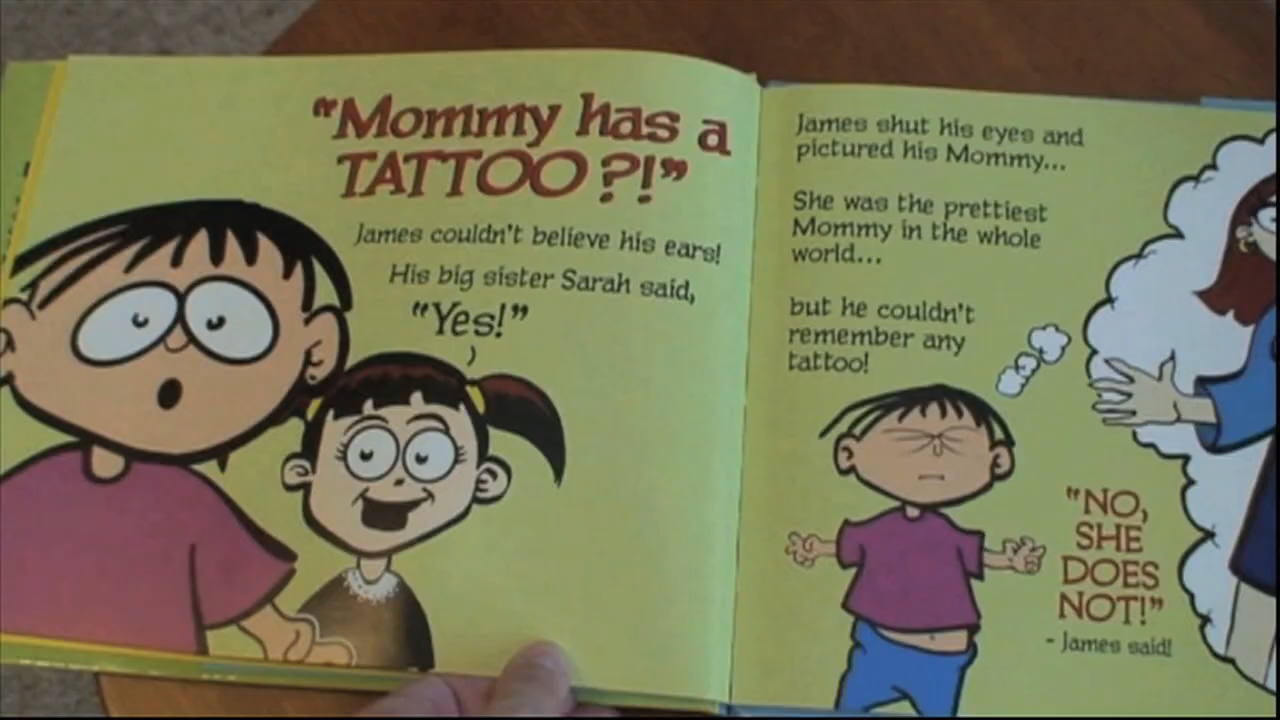 "Mommy has a
TATTOO?!"
James couldn't believe his ears!
His big sister Sarah said,
"Yes!"
James shut his eyes and
pictured his Mommy...
She was the prettiest
Mommy in the whole
world...
but he couldn't
remember any
tattoo!
"NO,
SHE
DOES
NOT!"
- James said!